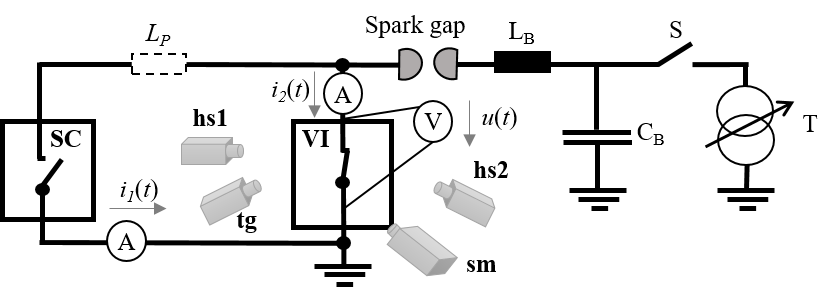 Spark gap
L_P
L_B
S
i_2(t)
A
V
u(t)
T
hs1
SC
VI
C_B
hs2
i_1(t)
tg
A
sm